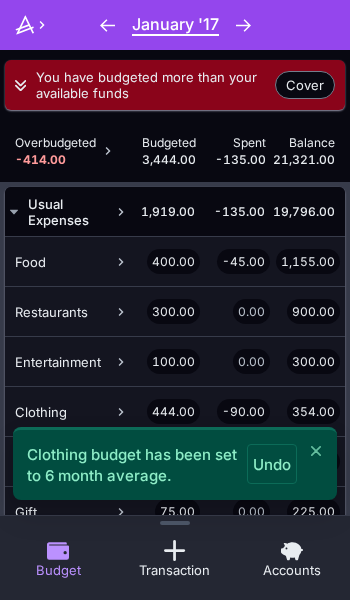 January '17
You have budgeted more than your
available funds
Cover
Overbudgeted Budgeted Spent Balance
-414.00 3,444.00 -135.00 21,321.00
Usual
Expenses 1,919.00 -135.00 19,796.00
Food 400.00 -45.00 1,155.00
Restaurants 300.00 0.00 900.00
Entertainment 100.00 0.00 300.00
Clothing 444.00 -90.00 354.00
Clothing budget has been set
to 6 month average.
Undo
Gift 75.00 0.00 225.00
Budget Transaction Accounts